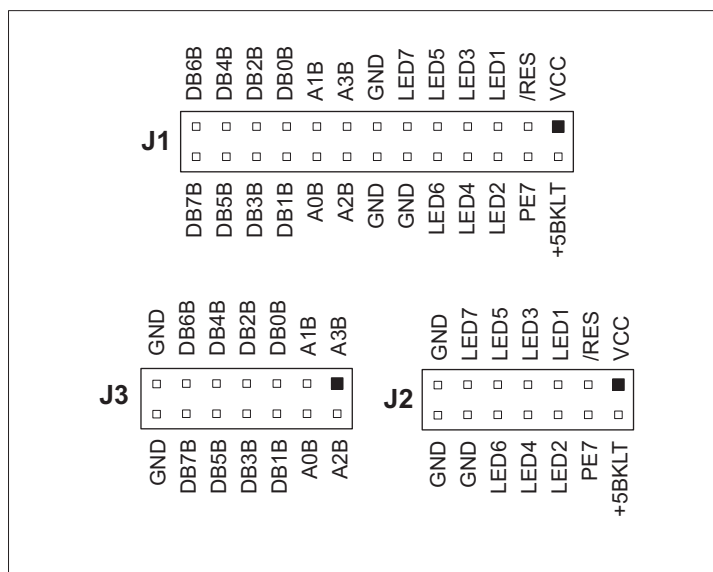 DB6B DB4B DB2B DB0B A1B A3B GND LED7 LED5 LED3 LED1 /RES VCC
J1
DB7B DB5B DB3B DB1B A0B A2B GND GND LED6 LED4 LED2 PE7 +5BKLT
GND DB6B DB4B DB2B DB0B A1B A3B
J3
GND DB7B DB5B DB3B DB1B A0B A2B
GND LED7 LED5 LED3 LED1 /RES VCC
J2
GND GND LED6 LED4 LED2 PE7 +5BKLT